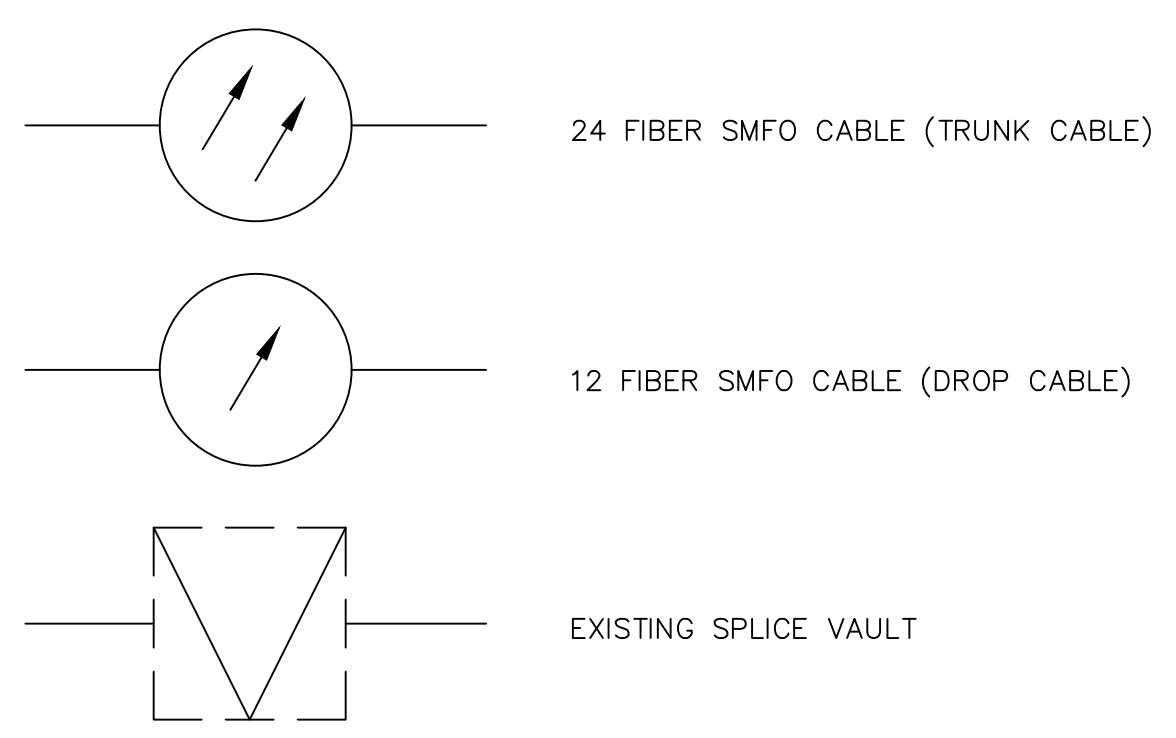 24 FIBER SMFO CABLE (TRUNK CABLE)
12 FIBER SMFO CABLE (DROP CABLE)
EXISTING SPLICE VAULT